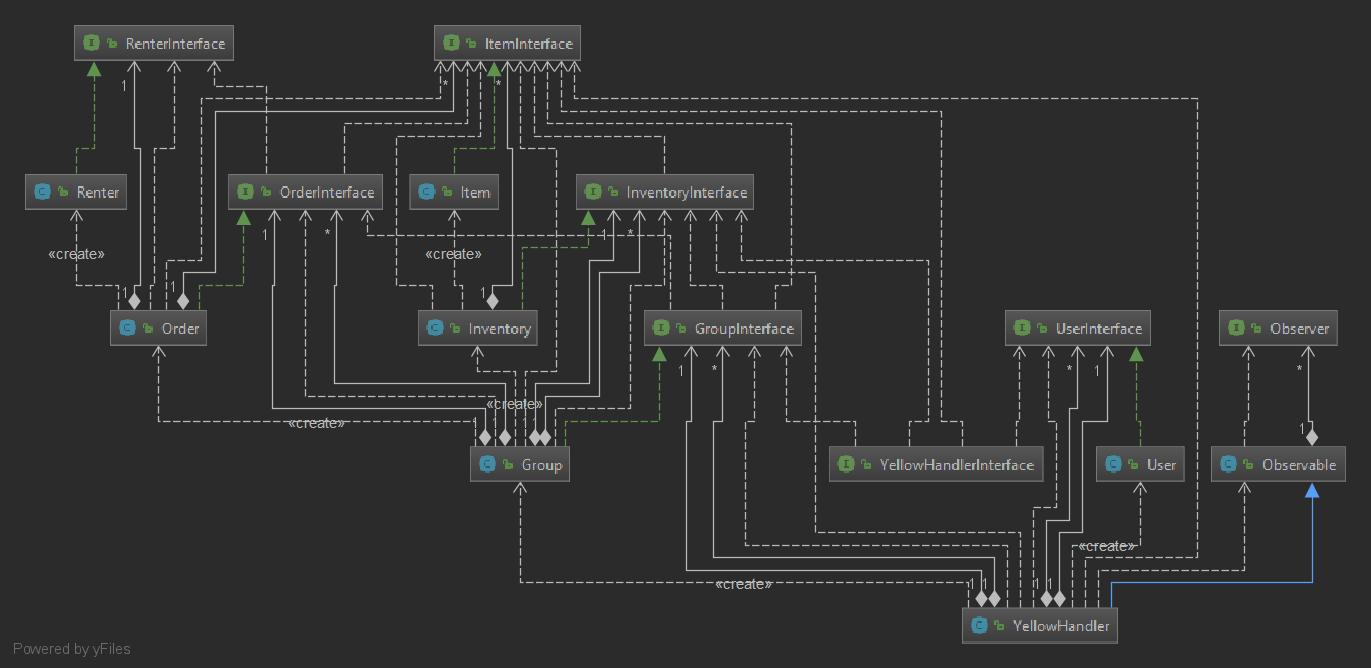 RenterInterface
ItemInterface
1
*
*
Renter
OrderInterface
Item
InventoryInterface
1
*
1
*
«create»
«create»
1
1
1
Order
Inventory
GroupInterface
UserInterface
Observer
1
*
*
1
*
«create»
«create»
1
1
1
1
Group
YellowHandlerInterface
User
Observable
«create»
«create»
1
1
1
1
YellowHandler
Powered by yFiles